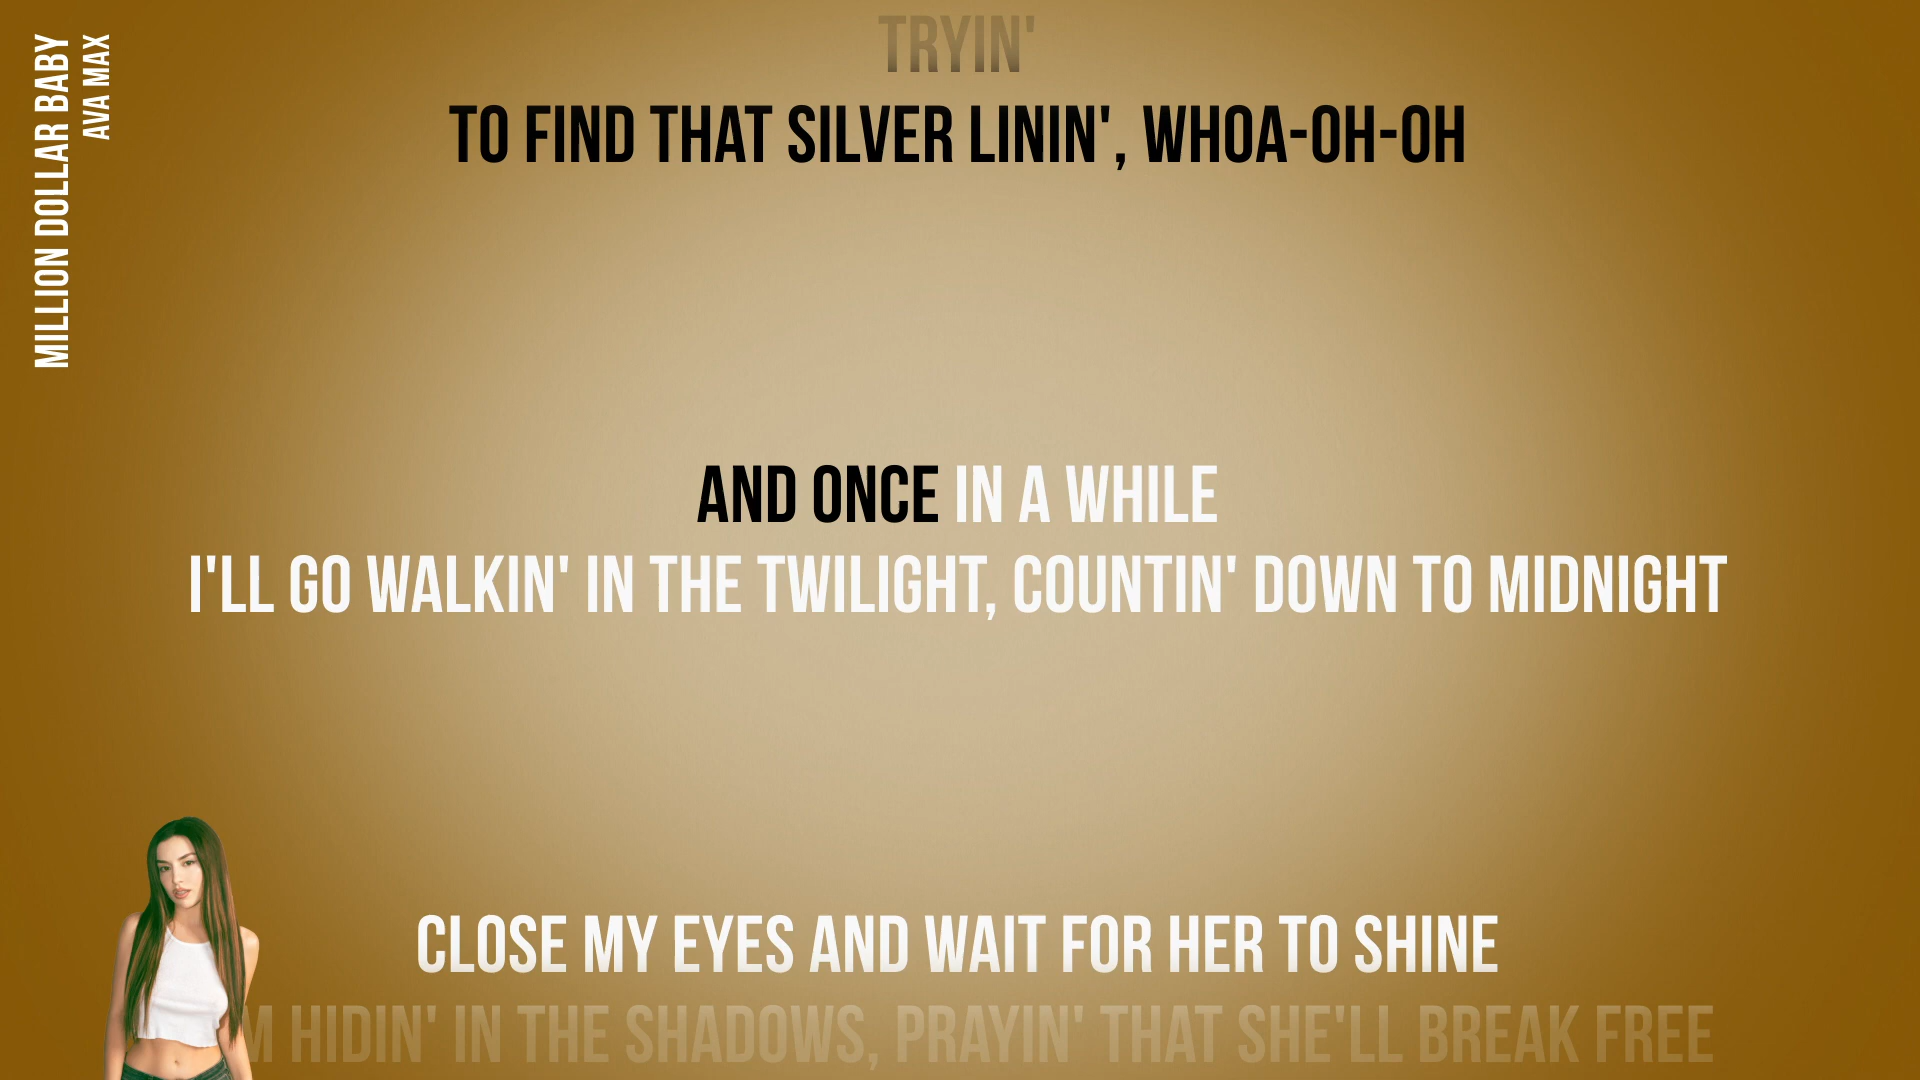 MILLION DOLLAR BABY
AVA MAX
TRYIN'
TO FIND THAT SILVER LININ', WHOA-OH-OH
AND ONCE IN A WHILE
I'LL GO WALKIN' IN THE TWILIGHT, COUNTIN' DOWN TO MIDNIGHT
CLOSE MY EYES AND WAIT FOR HER TO SHINE
M HIDIN' IN THE SHADOWS, PRAYIN' THAT SHE'LL BREAK FREE